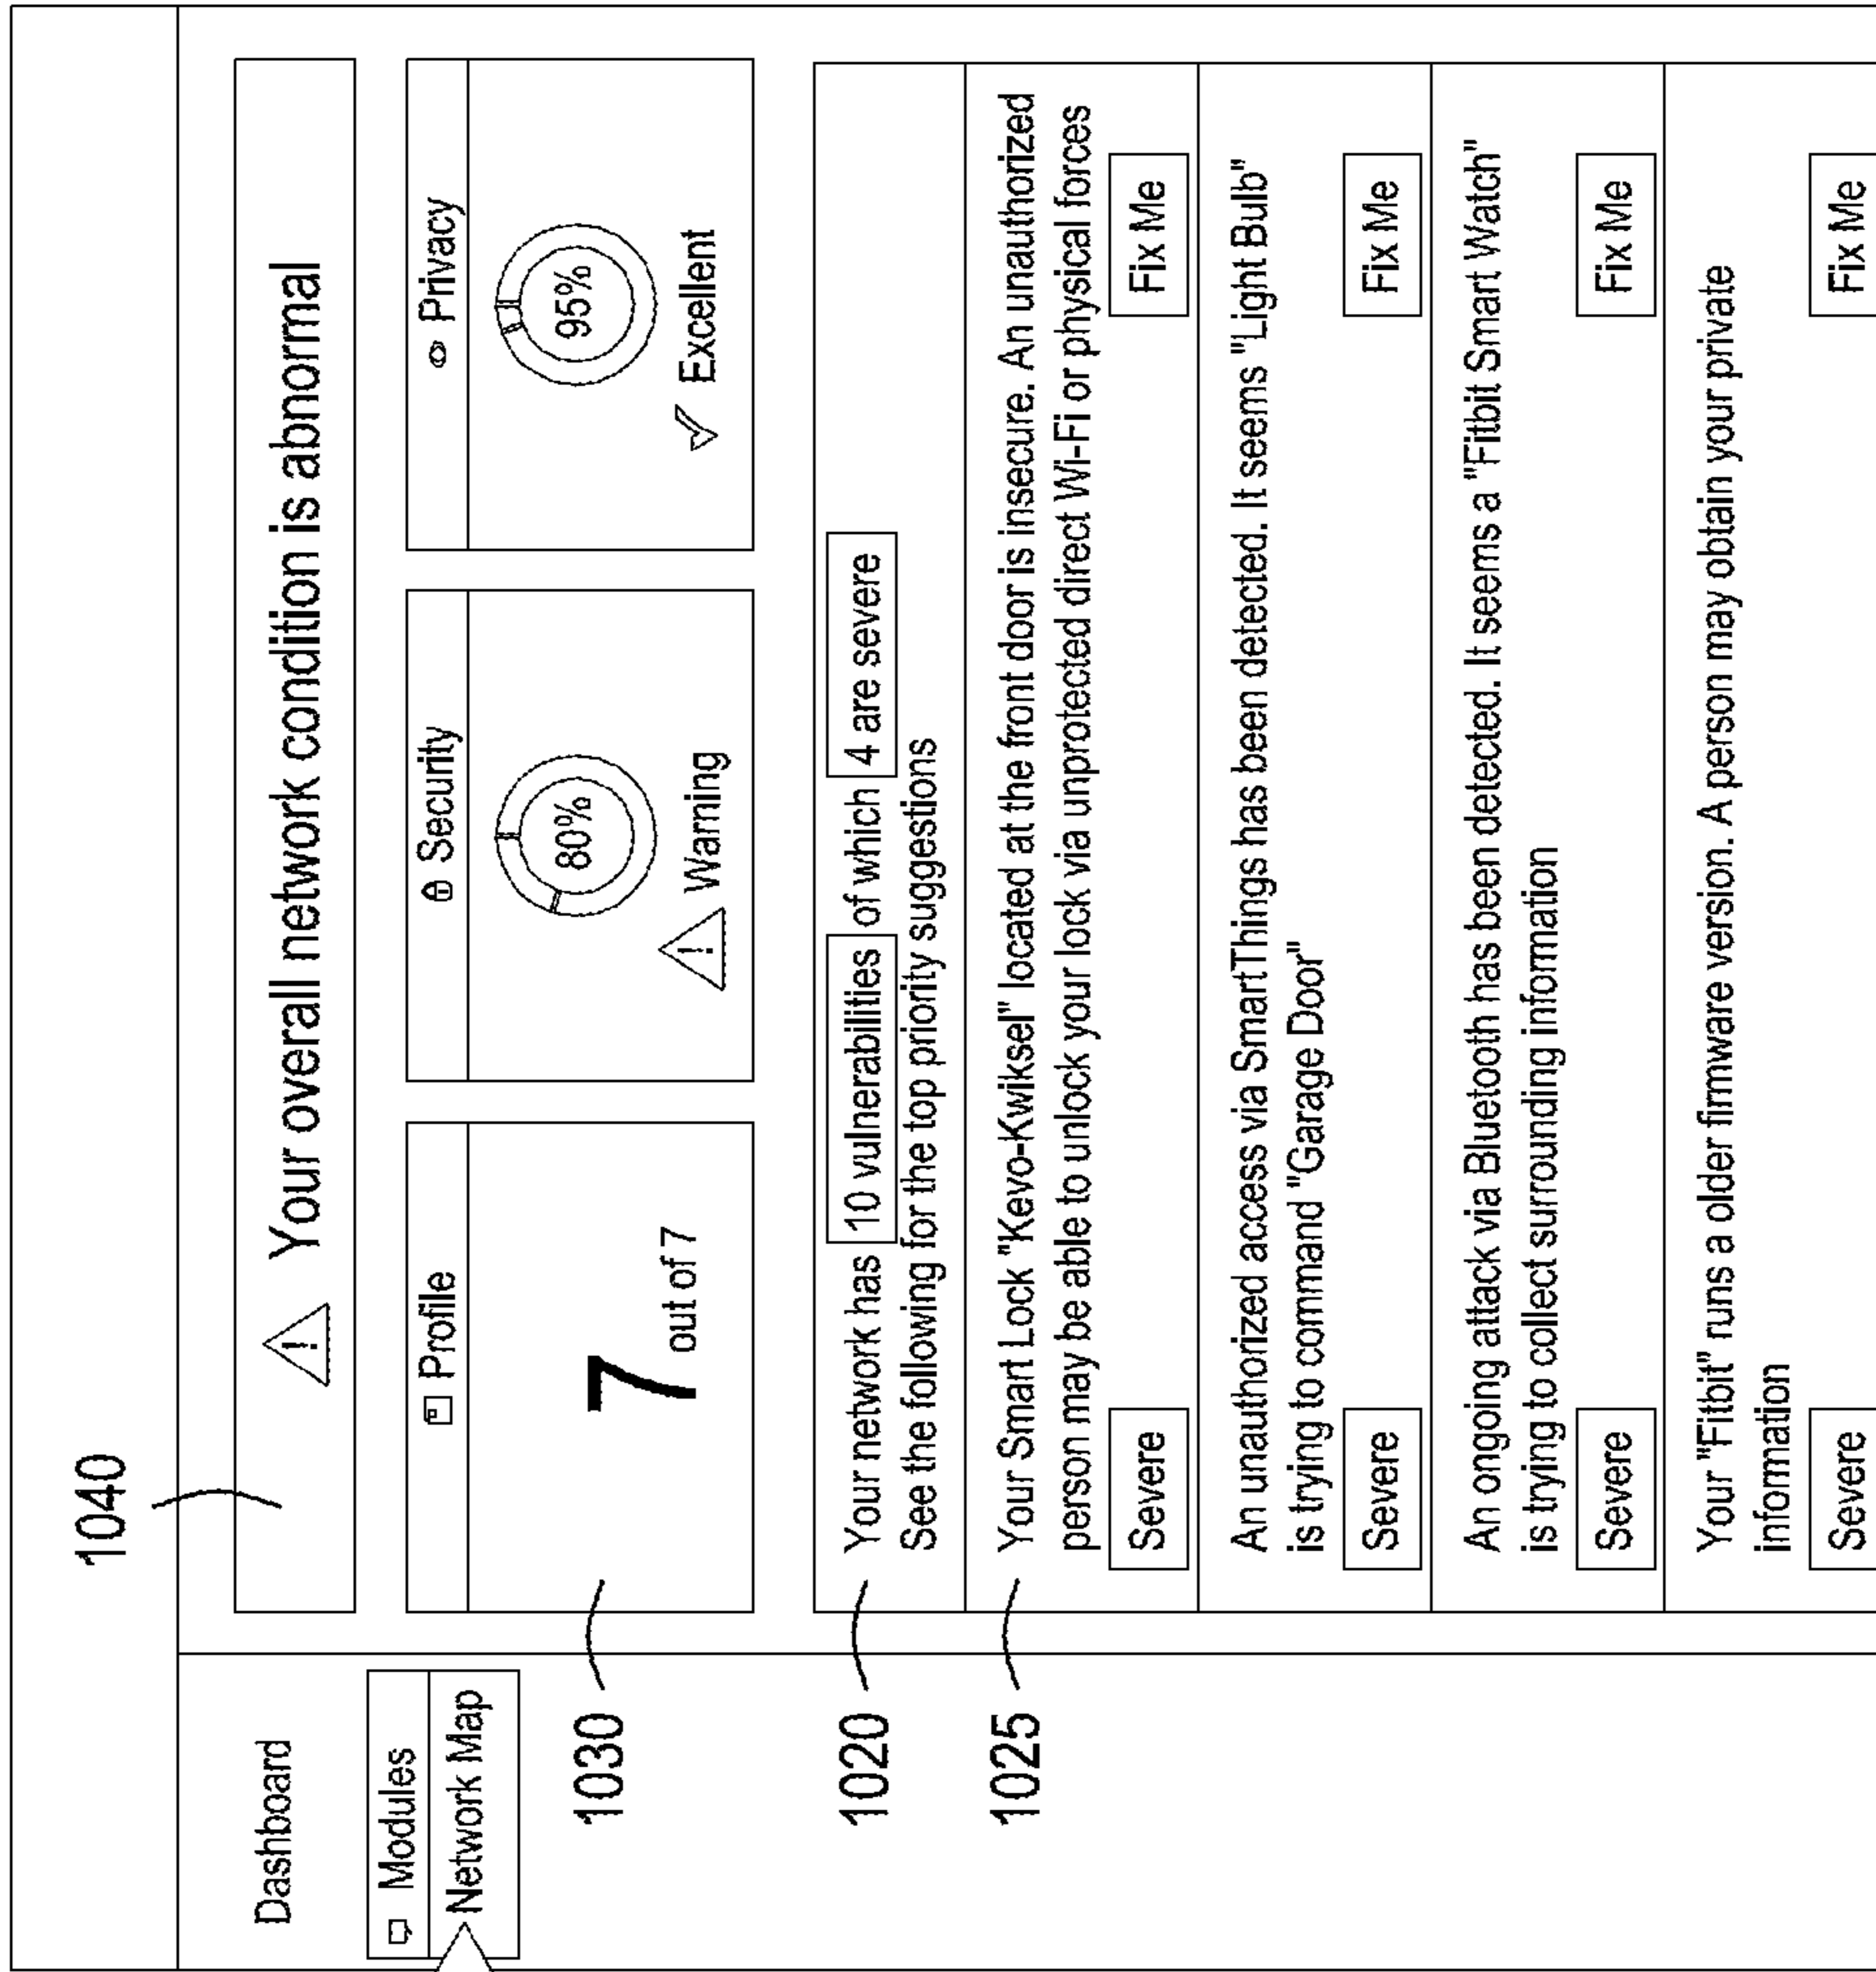 1040
Dashboard
Modules
Network Map
! Your overall network condition is abnormal
Profile
7 out of 7
Security
80%
! Warning
Privacy
95%
Excellent
1030
1020
Your network has 10 vulnerabilities of which 4 are severe
See the following for the top priority suggestions
1025
Your Smart Lock "Kevo-Kwiksel" located at the front door is insecure. An unauthorized
person may be able to unlock your lock via unprotected direct Wi-Fi or physical forces
Severe Fix Me
An unauthorized access via SmartThings has been detected. It seems "Light Bulb"
is trying to command "Garage Door"
Severe Fix Me
An ongoing attack via Bluetooth has been detected. It seems a "Fitbit Smart Watch"
is trying to collect surrounding information
Severe Fix Me
Your "Fitbit" runs a older firmware version. A person may obtain your private
information
Severe Fix Me